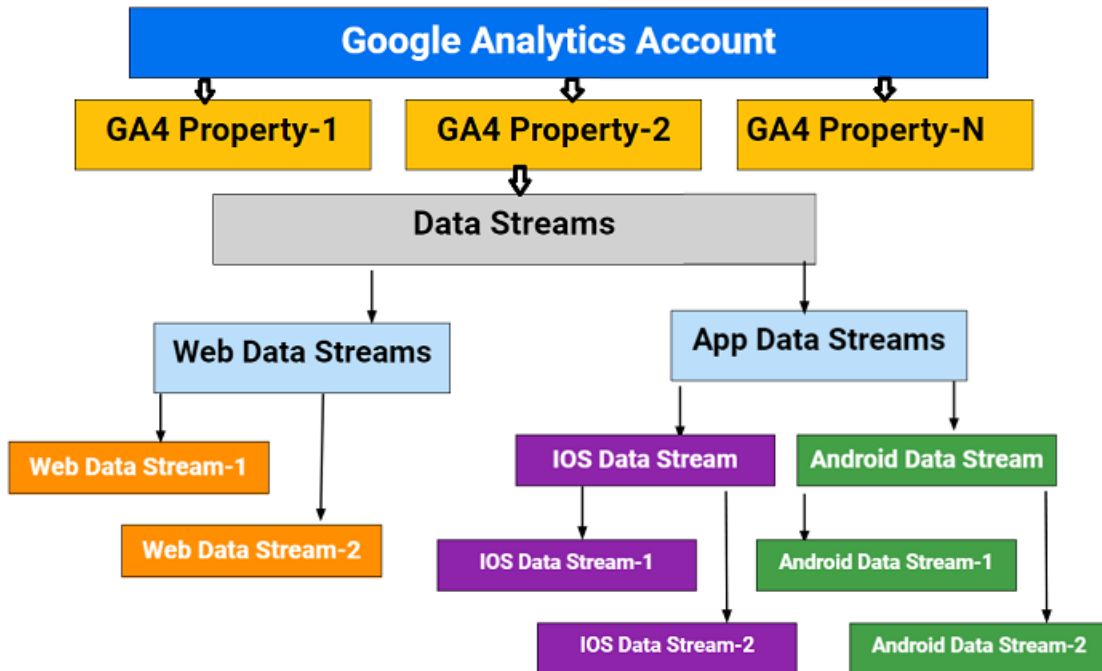 Google Analytics Account
GA4 Property-1
GA4 Property-2
GA4 Property-N
Data Streams
Web Data Streams
App Data Streams
Web Data Stream-1
IOS Data Stream
Android Data Stream
Web Data Stream-2
IOS Data Stream-1
Android Data Stream-1
IOS Data Stream-2
Android Data Stream-2